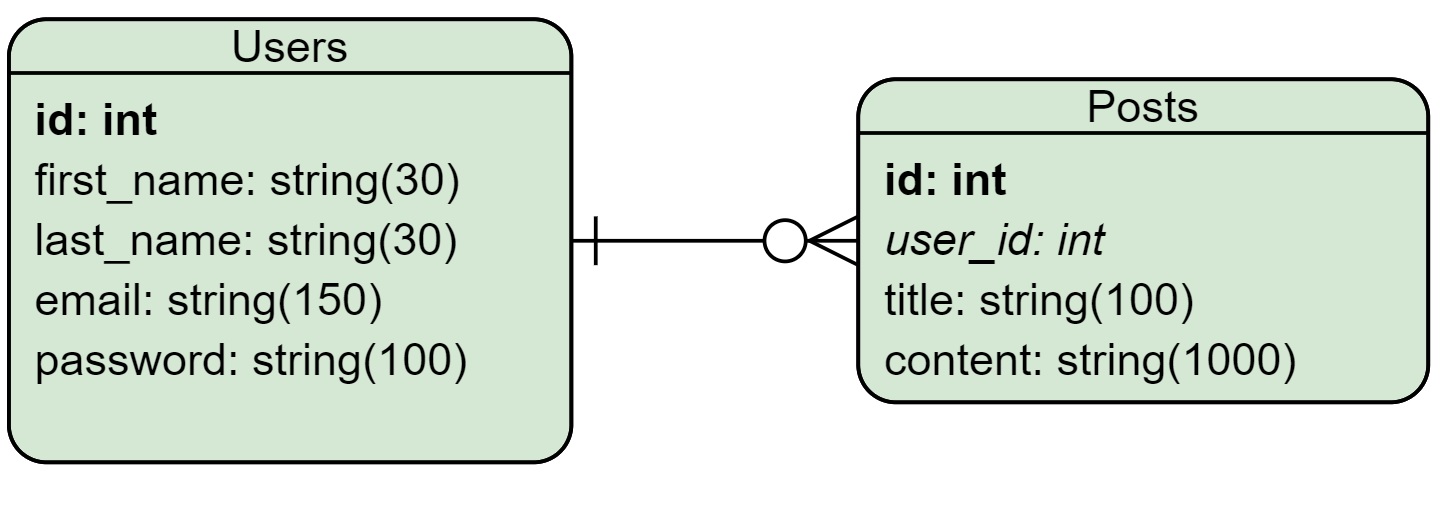 Users
id: int
first_name: string(30)
last_name: string(30)
email: string(150)
password: string(100)
Posts
id: int
user_id: int
title: string(100)
content: string(1000)